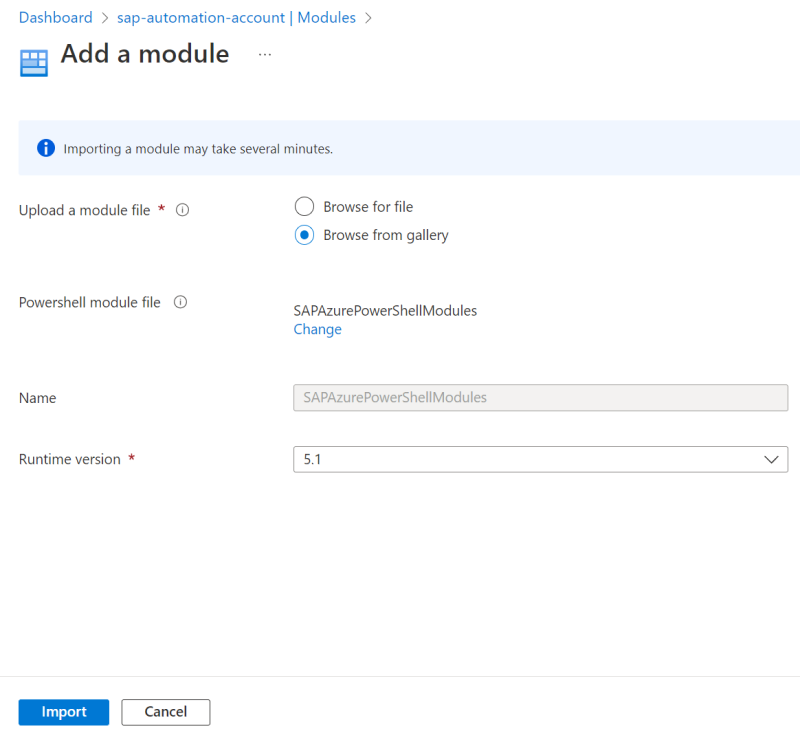 Dashboard > sap-automation-account | Modules >
Add a module ...
Importing a module may take several minutes.
Upload a module file *
Browse for file
Browse from gallery
Powershell module file
SAPAzurePowerShellModules
Change
Name
SAPAzurePowerShellModules
Runtime version *
5.1
Import
Cancel